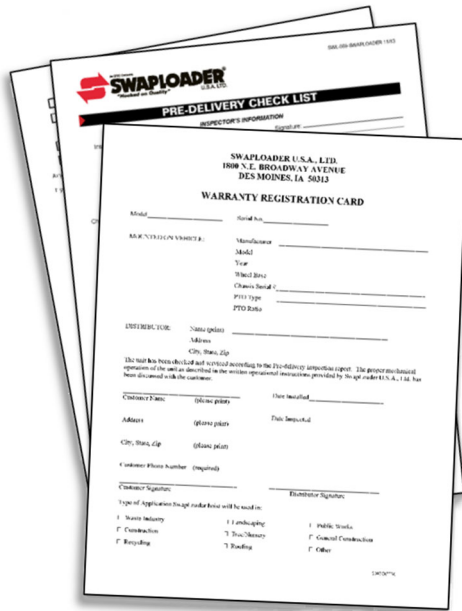 SWL-059-SWAPLOADER
SWAPLOADER
U.S.A., LTD.
"Hooked on Quality"
PRE-DELIVERY CHECK LIST
INSPECTOR'S INFORMATION
Signature:
SWAPLOADER U.S.A., LTD.
1800 N.E. BROADWAY AVENUE
DES MOINES, IA 50313
WARRANTY REGISTRATION CARD
Model Serial No.
MOUNTED ON VEHICLE: Manufacturer
Model
Year
Wheel Base
Chassis Serial #
PTO Type
PTO Ratio
DISTRIBUTOR: Name (print)
Address
City, State, Zip
The unit has been checked and serviced according to the Pre-delivery inspection report. The proper mechanical
operation of the unit as described in the written operational instructions provided by SwapLoader U.S.A., Ltd. has
been discussed with the customer.
Customer Name (please print) Date Installed
Address (please print) Date Inspected
City, State, Zip (please print)
Customer Phone Number (required)
Customer Signature Distributor Signature
Type of Application SwapLoader hoist will be used in:
Waste Industry Landscaping Public Works
Construction Tree/Nursery General Construction
Recycling Roofing Other